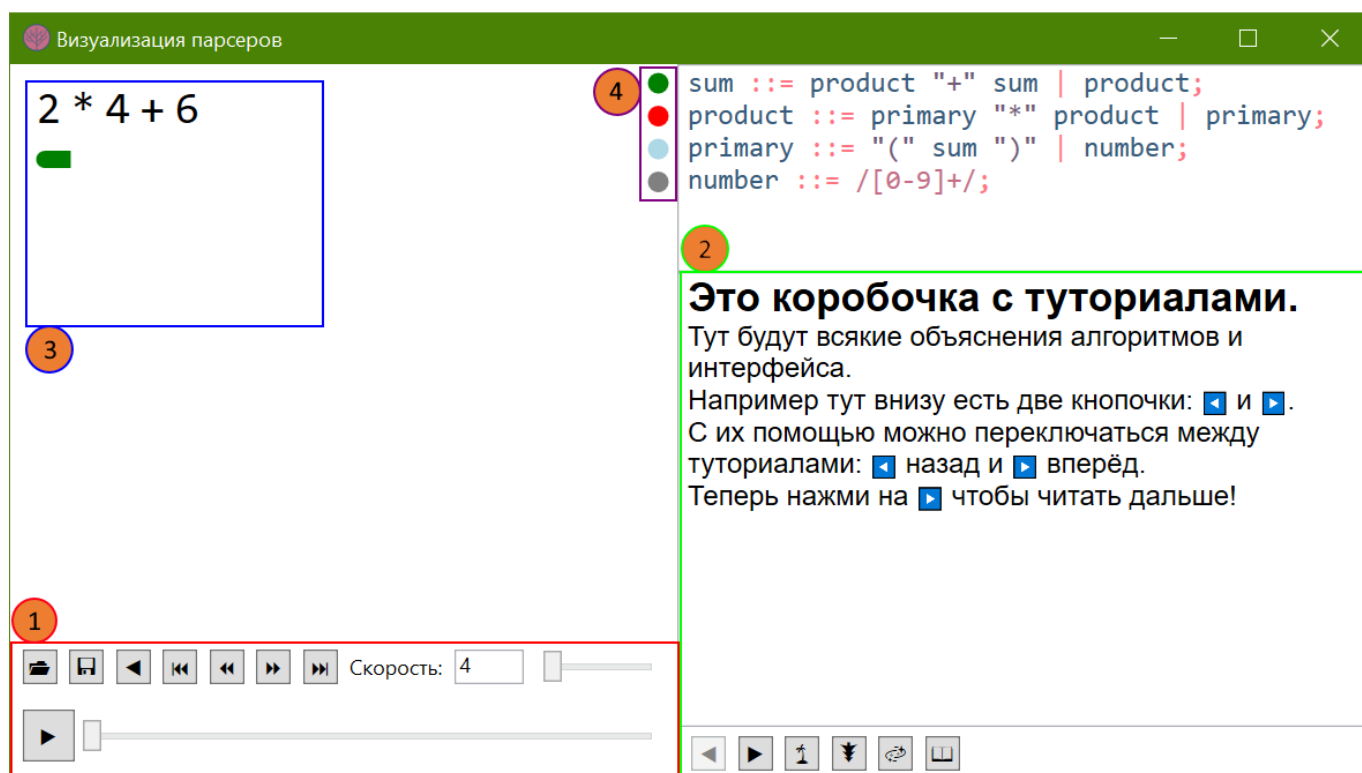 Визуализация парсеров
2 * 4 + 6
3
4
sum ::= product "+" sum | product;
product ::= primary "*" product | primary;
primary ::= "(" sum ")" | number;
number ::= /[0-9]+/;
2
Это коробочка с туториалами.
Тут будут всякие объяснения алгоритмов и
интерфейса.
Например тут внизу есть две кнопочки: ◄ и ►.
С их помощью можно переключаться между
туториалами: ◄ назад и ► вперёд.
Теперь нажми на ► чтобы читать дальше!
1
Скорость: 4